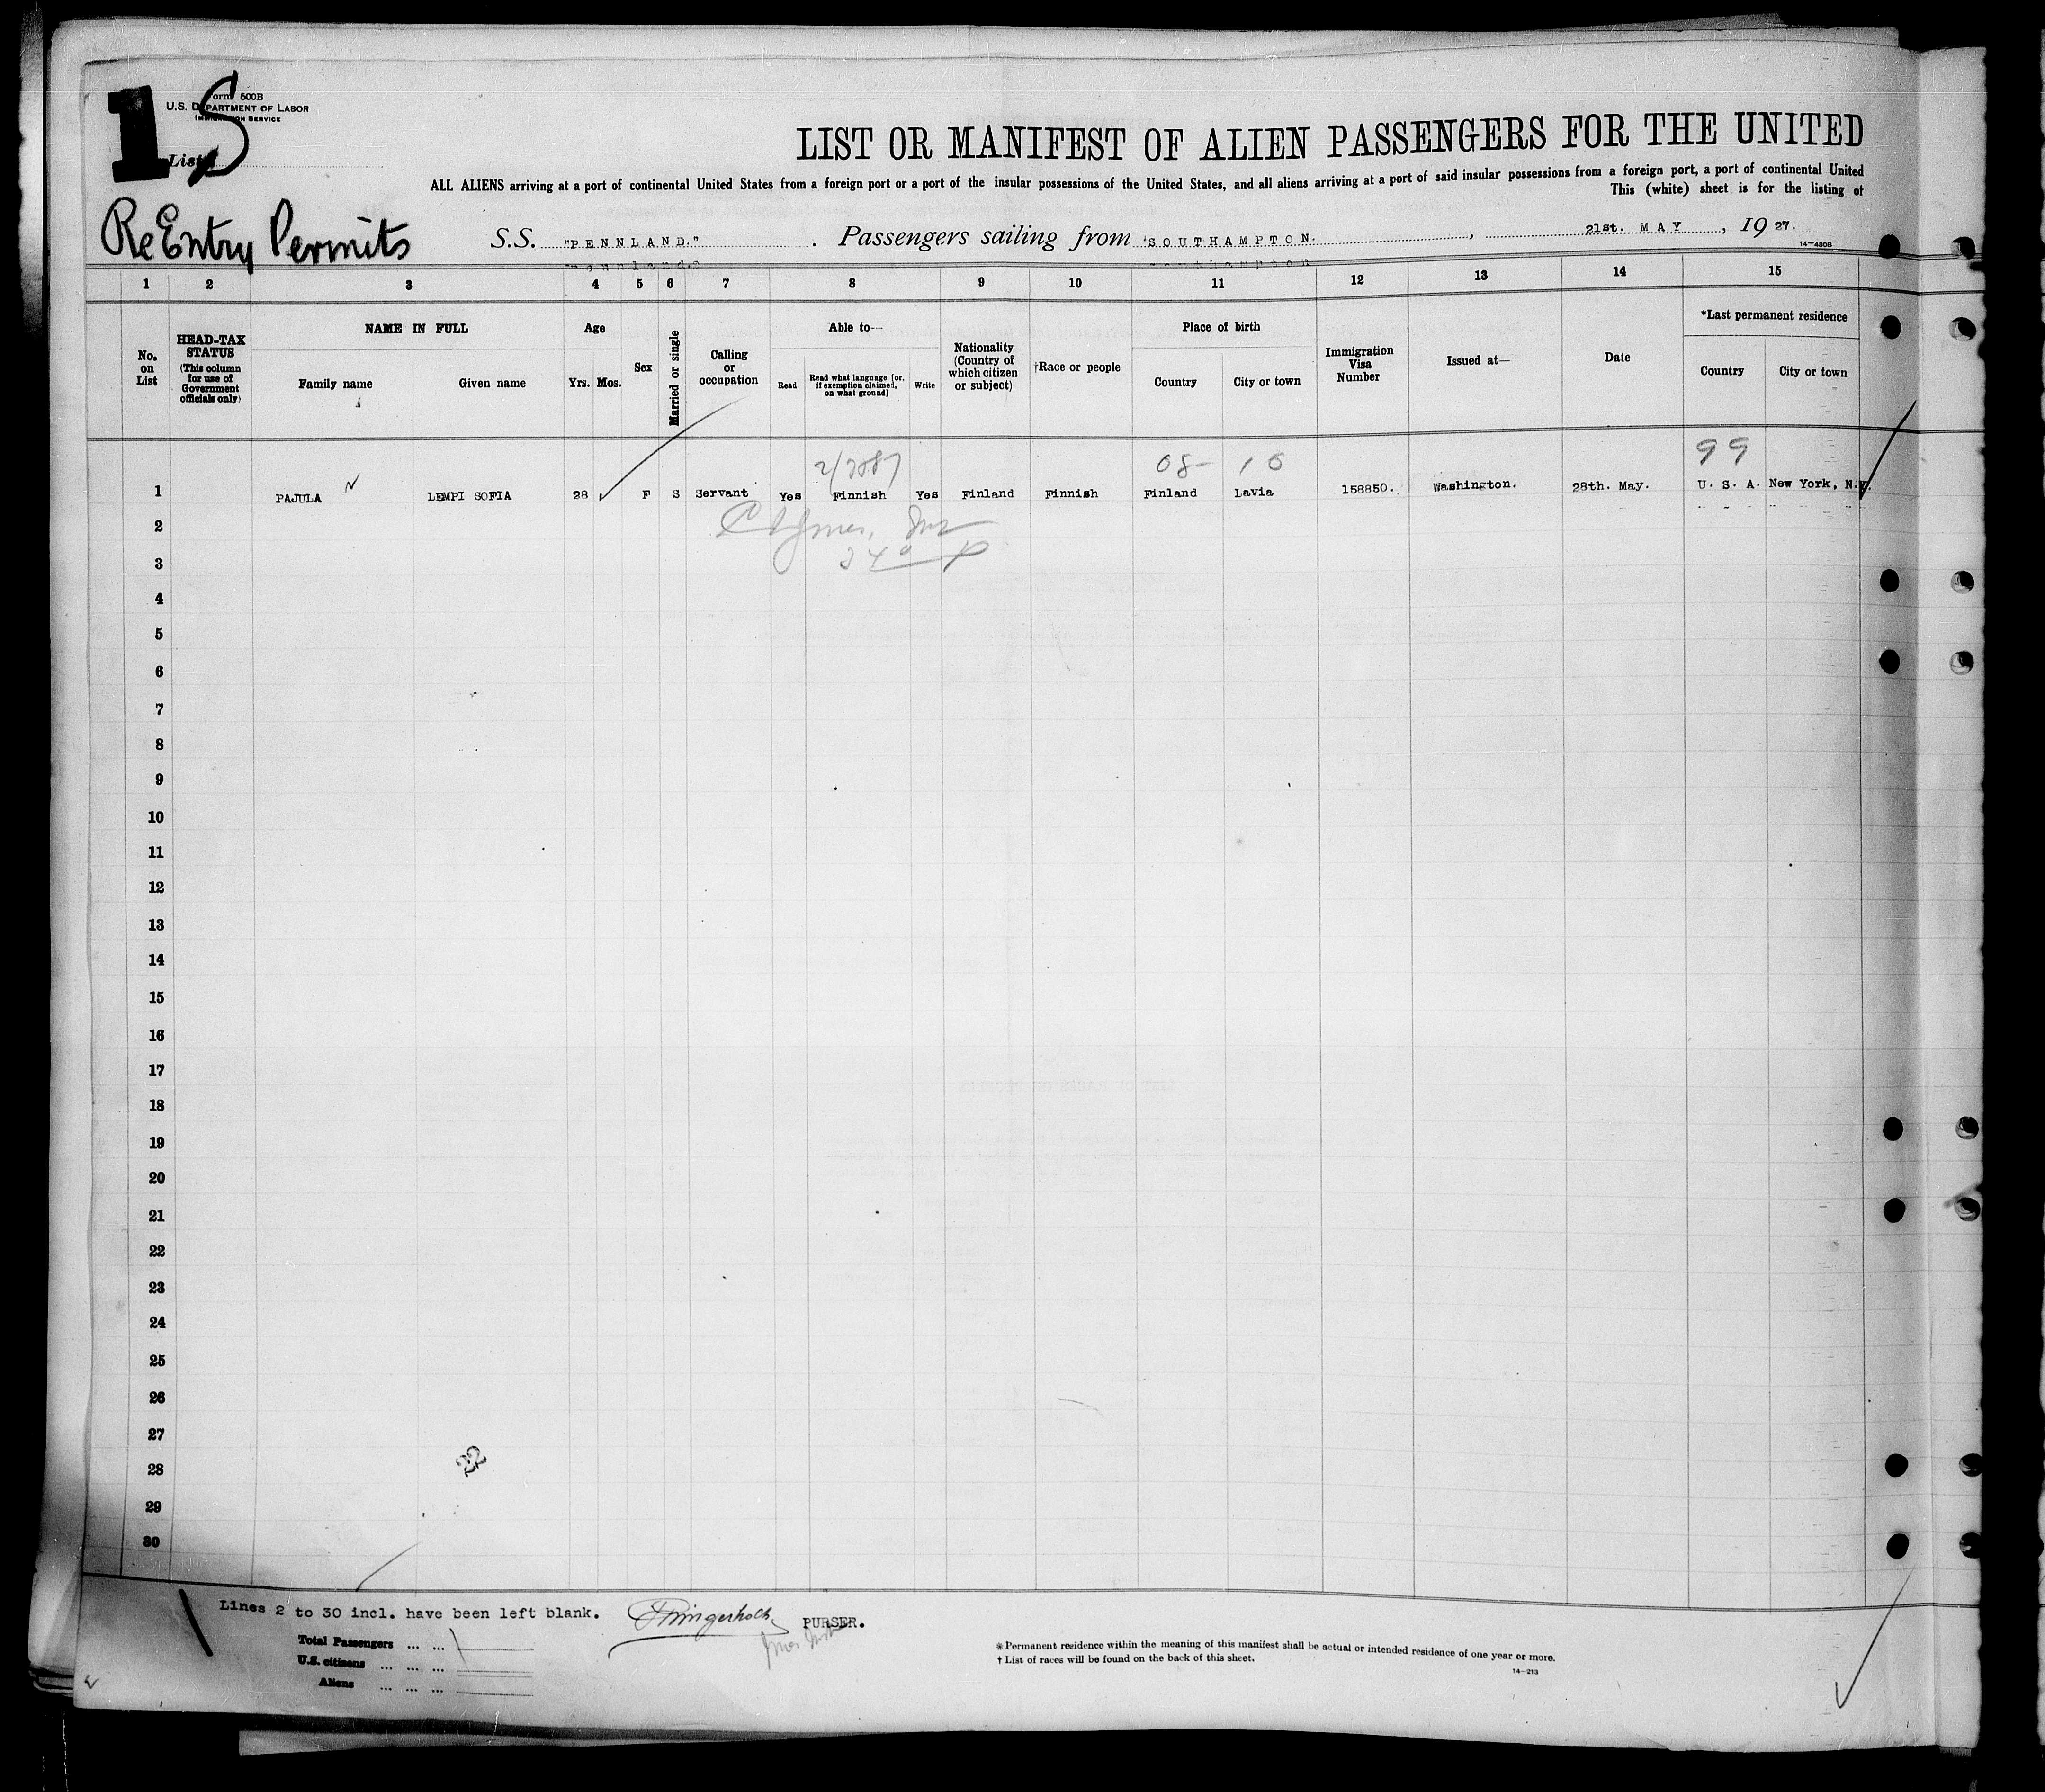 1 S
Form 500B
U.S. DEPARTMENT OF LABOR
IMMIGRATION SERVICE
List
ReEntry Permits
LIST OR MANIFEST OF ALIEN PASSENGERS FOR THE UNITED
ALL ALIENS arriving at a port of continental United States from a foreign port or a port of the insular possessions of the United States, and all aliens arriving at a port of said insular possessions from a foreign port, a port of continental United
This (white) sheet is for the listing of
S.S. "PENNLAND." Passengers sailing from SOUTHAMPTON. , 21st. MAY , 19 27.
14—430B
1 2 3 4 5 6 7 8 9 10 11 12 13 14 15
No. on List
HEAD-TAX STATUS (This column for use of Government officials only)
NAME IN FULL
Family name Given name
Age
Yrs. Mos.
Sex
Married or single
Calling or occupation
Able to—
Read Read what language [or, if exemption claimed, on what ground] Write
Nationality (Country of which citizen or subject)
†Race or people
Place of birth
Country City or town
Immigration Visa Number
Issued at—
Date
*Last permanent residence
Country City or town
08- 10 99
1 PAJULA LEMPI SOFIA 28 F S Servant Yes Finnish Yes Finland Finnish Finland Lavia 158850. Washington. 28th. May. U. S. A. New York, N.Y.
2
3
4
5
6
7
8
9
10
11
12
13
14
15
16
17
18
19
20
21
22
23
24
25
26
27
28
29
30
22
Lines 2 to 30 incl. have been left blank. PURSER.
Total Passengers ... ...
U.S. citizens ... ... ...
Aliens ... ... ...
* Permanent residence within the meaning of this manifest shall be actual or intended residence of one year or more.
† List of races will be found on the back of this sheet.
14—213